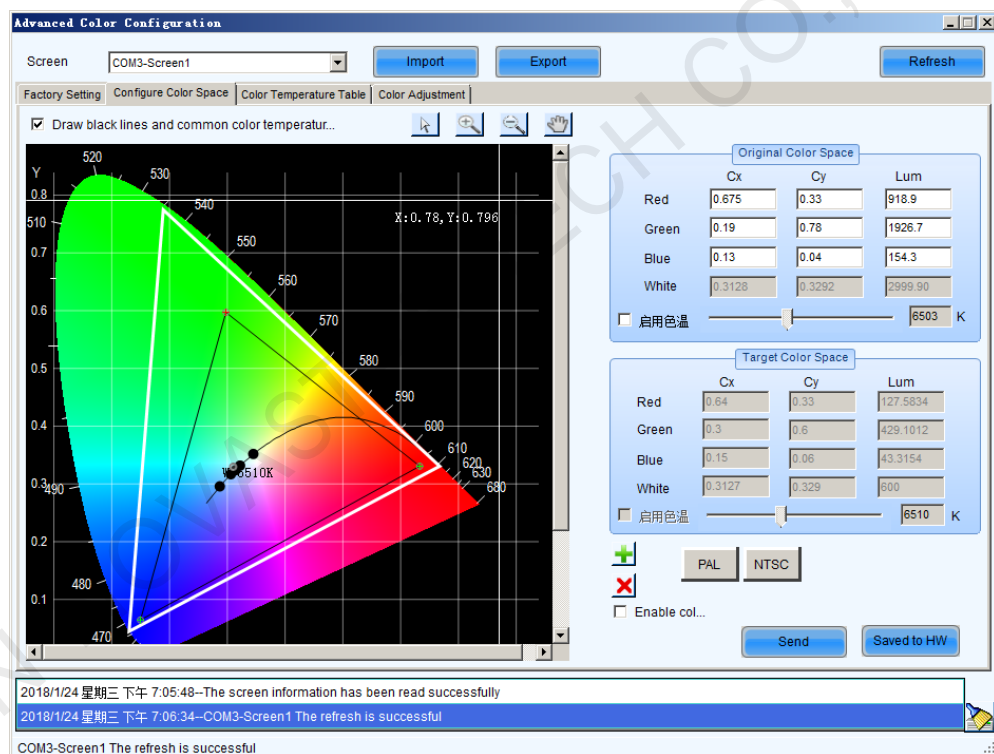 Advanced Color Configuration
Screen COM3-Screen1 Import Export Refresh
Factory Setting Configure Color Space Color Temperature Table Color Adjustment
Draw black lines and common color temperatur...
Y
0.8
0.7
0.6
0.5
0.4
0.3
0.2
0.1
520
530
540
510
550
560
570
580
590
600
610
620
630
680
490
480
470
X:0.78,Y:0.796
6510K
Original Color Space
Cx Cy Lum
Red 0.675 0.33 918.9
Green 0.19 0.78 1926.7
Blue 0.13 0.04 154.3
White 0.3128 0.3292 2999.90
启用色温 6503 K
Target Color Space
Cx Cy Lum
Red 0.64 0.33 127.5834
Green 0.3 0.6 429.1012
Blue 0.15 0.06 43.3154
White 0.3127 0.329 600
启用色温 6510 K
PAL NTSC
Enable col...
Send Saved to HW
2018/1/24 星期三 下午 7:05:48--The screen information has been read successfully
2018/1/24 星期三 下午 7:06:34--COM3-Screen1 The refresh is successful
COM3-Screen1 The refresh is successful